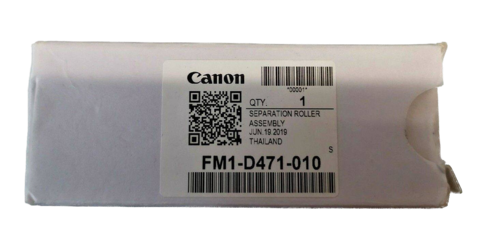 Canon
*00001*
QTY. 1
SEPARATION ROLLER
ASSEMBLY
JUN.19.2019
THAILAND
S
FM1-D471-010